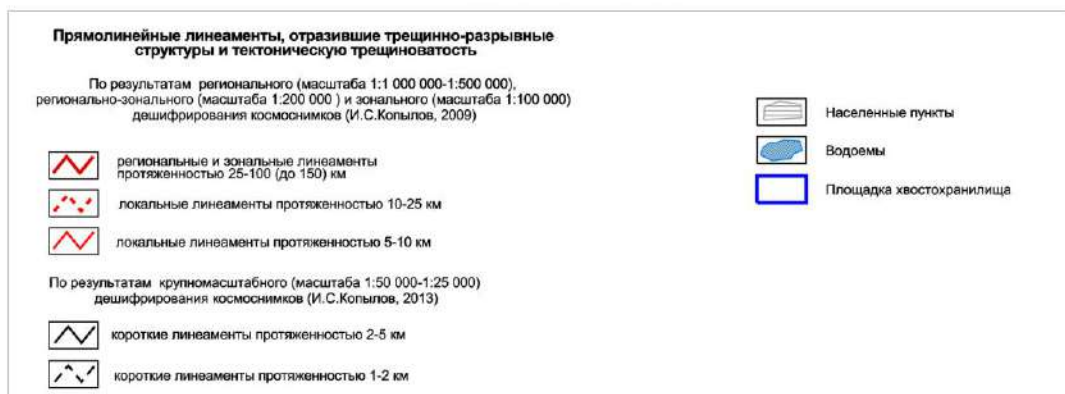 Прямолинейные линеаменты, отразившие трещинно-разрывные
структуры и тектоническую трещиноватость
По результатам регионального (масштаба 1:1 000 000-1:500 000),
регионально-зонального (масштаба 1:200 000 ) и зонального (масштаба 1:100 000)
дешифрирования космоснимков (И.С.Копылов, 2009)
региональные и зональные линеаменты
протяженностью 25-100 (до 150) км
локальные линеаменты протяженностью 10-25 км
локальные линеаменты протяженностью 5-10 км
По результатам крупномасштабного (масштаба 1:50 000-1:25 000)
дешифрирования космоснимков (И.С.Копылов, 2013)
короткие линеаменты протяженностью 2-5 км
короткие линеаменты протяженностью 1-2 км
Населенные пункты
Водоемы
Площадка хвостохранилища